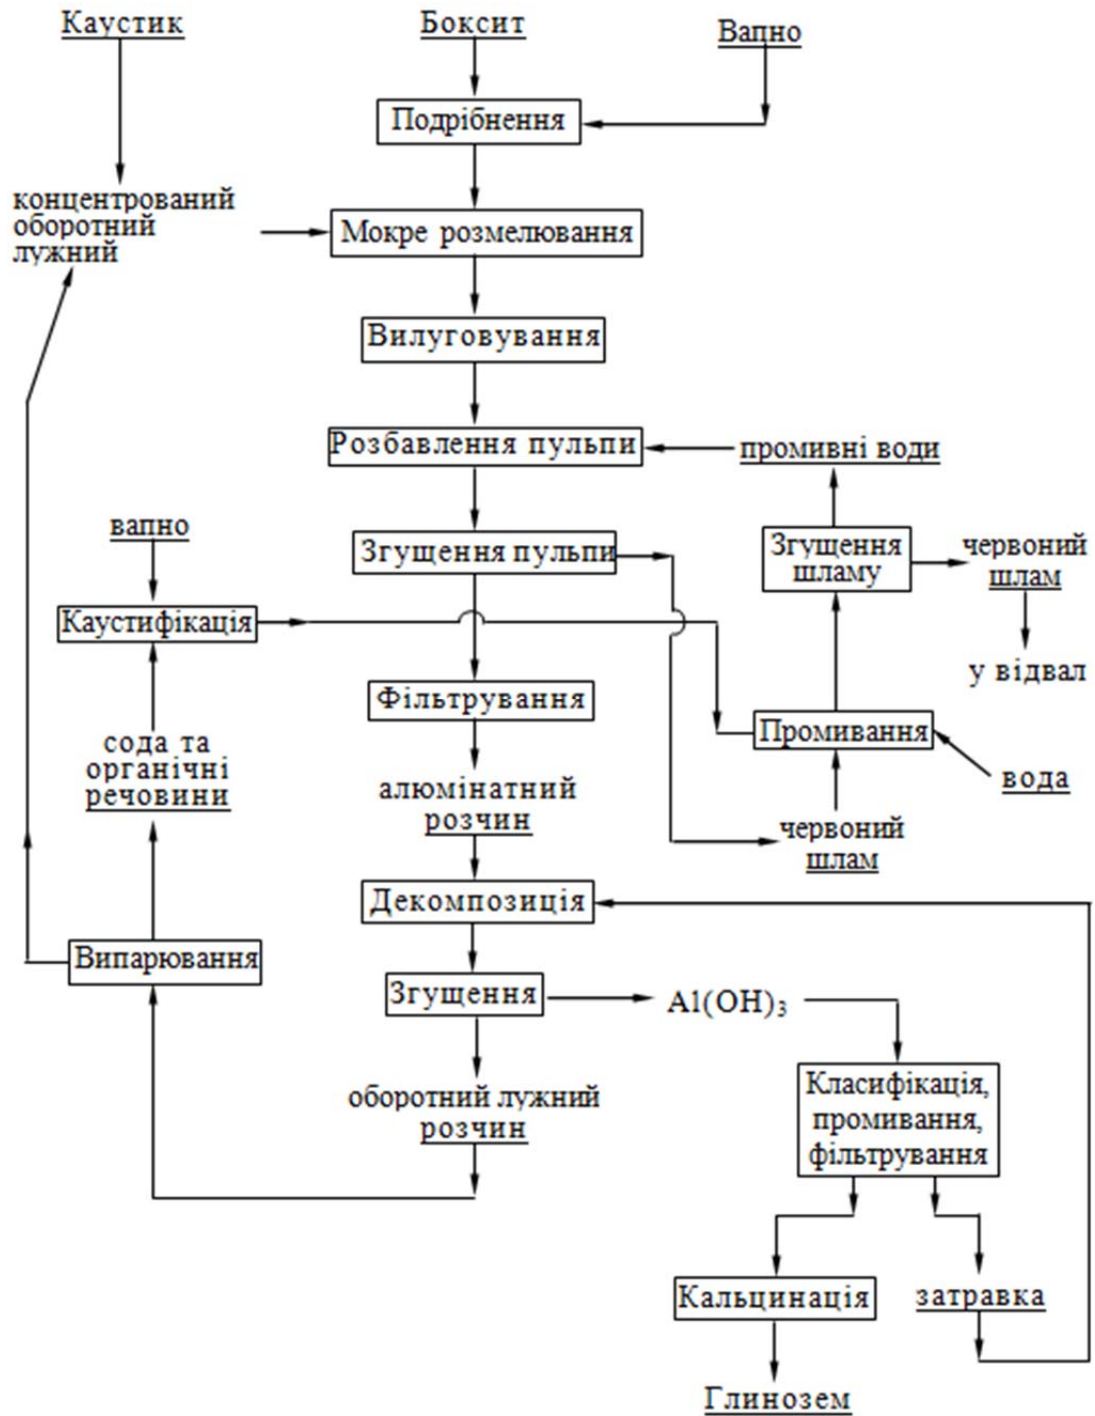 Каустик
Боксит
Вапно
Подрібнення
концентрований
оборотний
лужний
Мокре розмелювання
Вилуговування
Розбавлення пульпи
промивні води
вапно
Згущення пульпи
Згущення
шламу
червоний
шлам
Каустифікація
у відвал
Фільтрування
Промивання
сода та
органічні
речовини
вода
алюмінатний
розчин
червоний
шлам
Декомпозиція
Випарювання
Згущення
Al(OH)₃
Класифікація,
промивання,
фільтрування
оборотний лужний
розчин
Кальцинація
затравка
Глинозем